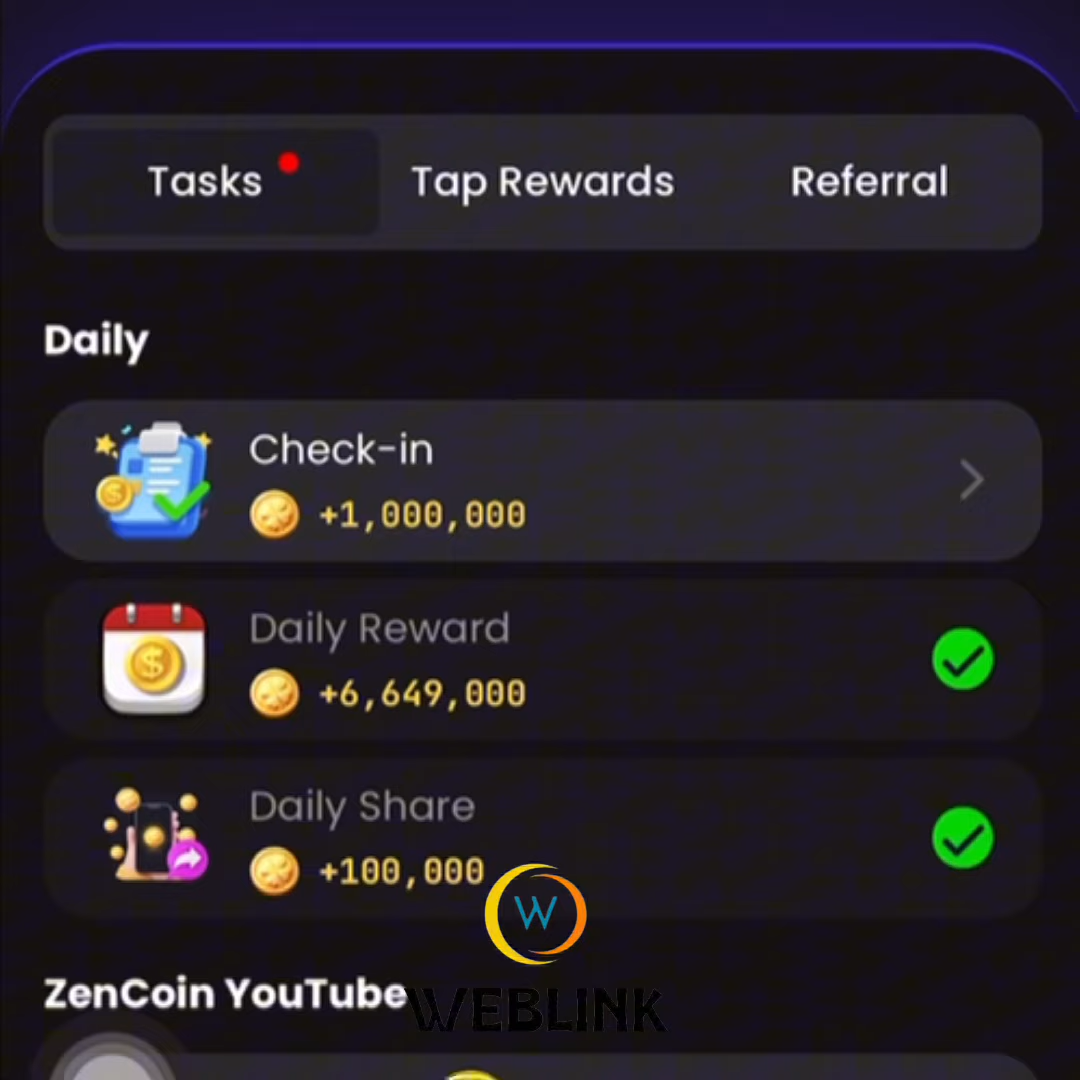 Tasks
Tap Rewards
Referral
Daily
Check-in
+1,000,000
Daily Reward
+6,649,000
Daily Share
+100,000
W
ZenCoin YouTube
WEBLINK